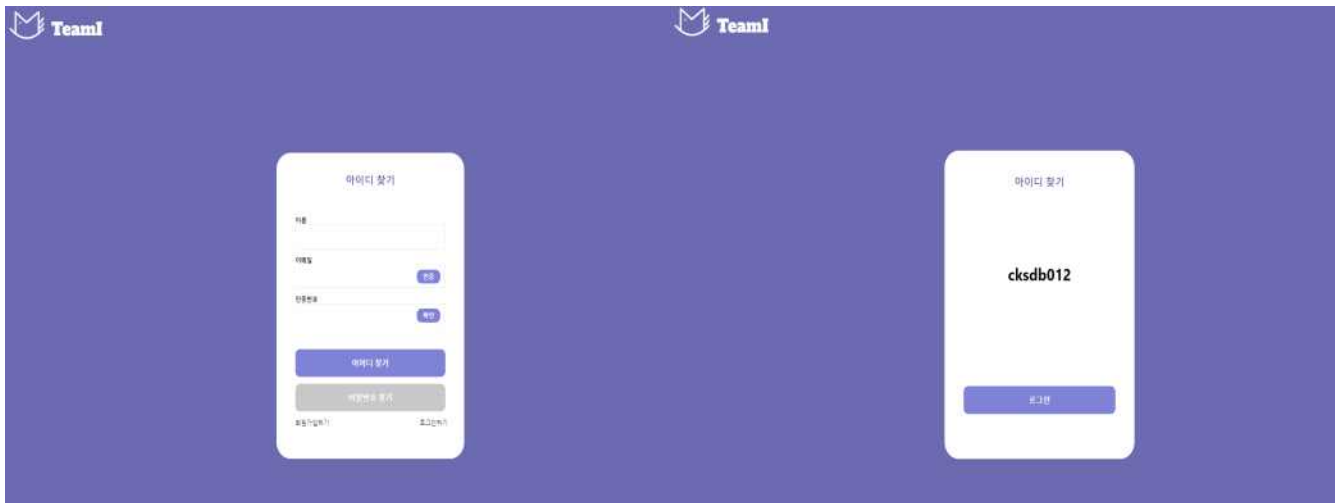 TeamI
아이디 찾기
이름
이메일
인증
인증번호
확인
아이디 찾기
비밀번호 찾기
회원가입하기
로그인하기
TeamI
아이디 찾기
cksdb012
로그인